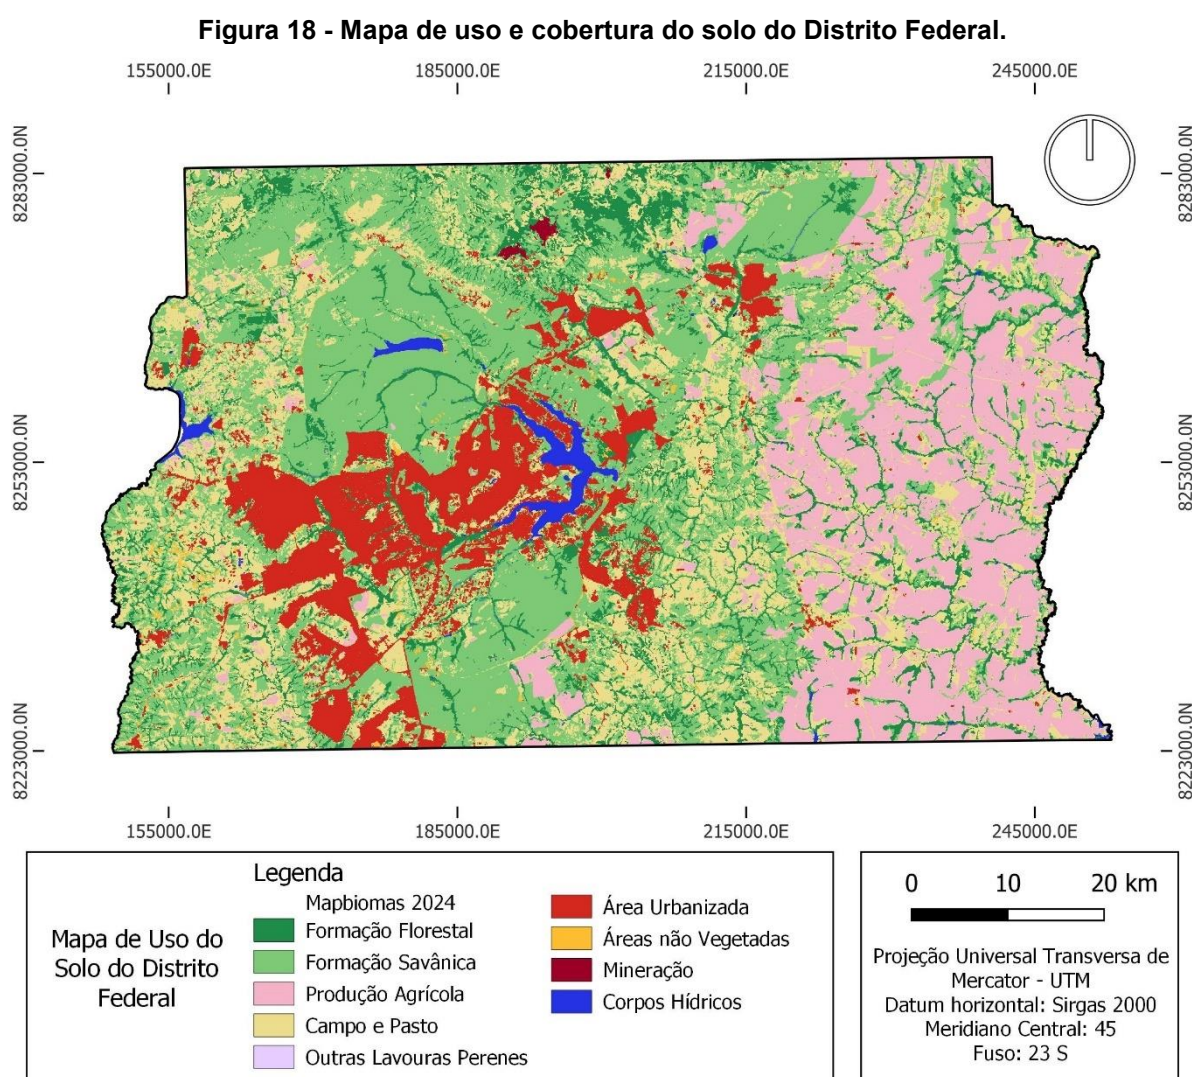 Figura 18 - Mapa de uso e cobertura do solo do Distrito Federal.
155000.0E
185000.0E
215000.0E
245000.0E
8283000.0N
8283000.0N
8253000.0N
8253000.0N
8223000.0N
8223000.0N
155000.0E
185000.0E
215000.0E
245000.0E
Mapa de Uso do
Solo do Distrito
Federal
Legenda
Mapbiomas 2024
Formação Florestal
Formação Savânica
Produção Agrícola
Campo e Pasto
Outras Lavouras Perenes
Área Urbanizada
Áreas não Vegetadas
Mineração
Corpos Hídricos
0 10 20 km
Projeção Universal Transversa de
Mercator - UTM
Datum horizontal: Sirgas 2000
Meridiano Central: 45
Fuso: 23 S